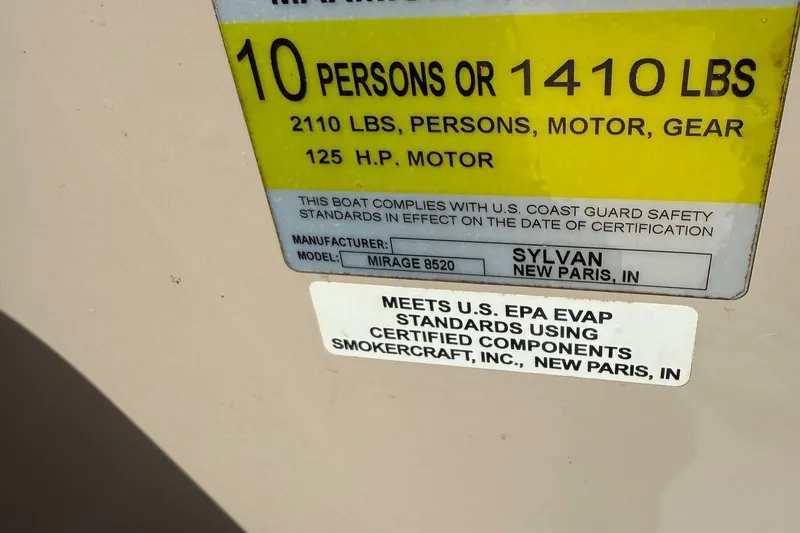 10 PERSONS OR 1410 LBS
2110 LBS, PERSONS, MOTOR, GEAR
125 H.P. MOTOR
THIS BOAT COMPLIES WITH U.S. COAST GUARD SAFETY
STANDARDS IN EFFECT ON THE DATE OF CERTIFICATION
MANUFACTURER: SYLVAN
MODEL: MIRAGE 8520 NEW PARIS, IN
MEETS U.S. EPA EVAP
STANDARDS USING
CERTIFIED COMPONENTS
SMOKERCRAFT, INC., NEW PARIS, IN